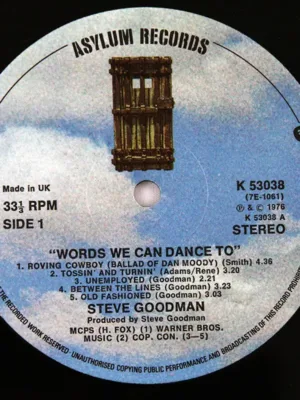 ASYLUM RECORDS
Made in UK
33⅓ RPM
SIDE 1
K 53038
(7E-1061)
℗ & © 1976
K 53038 A
STEREO
"WORDS WE CAN DANCE TO"
1. ROVING COWBOY (BALLAD OF DAN MOODY) (Smith) 4.36
2. TOSSIN' AND TURNIN' (Adams/Rene) 3.20
3. UNEMPLOYED (Goodman) 2.21
4. BETWEEN THE LINES (Goodman) 3.23
5. OLD FASHIONED (Goodman) 3.03
STEVE GOODMAN
Produced by Steve Goodman
MCPS (H. FOX) (1) WARNER BROS.
MUSIC (2) COP. CON. (3—5)
OF THE RECORDED WORK RESERVED UNAUTHORISED COPYING PUBLIC PERFORMANCE AND BROADCASTING OF THIS RECORD PROHIBITED